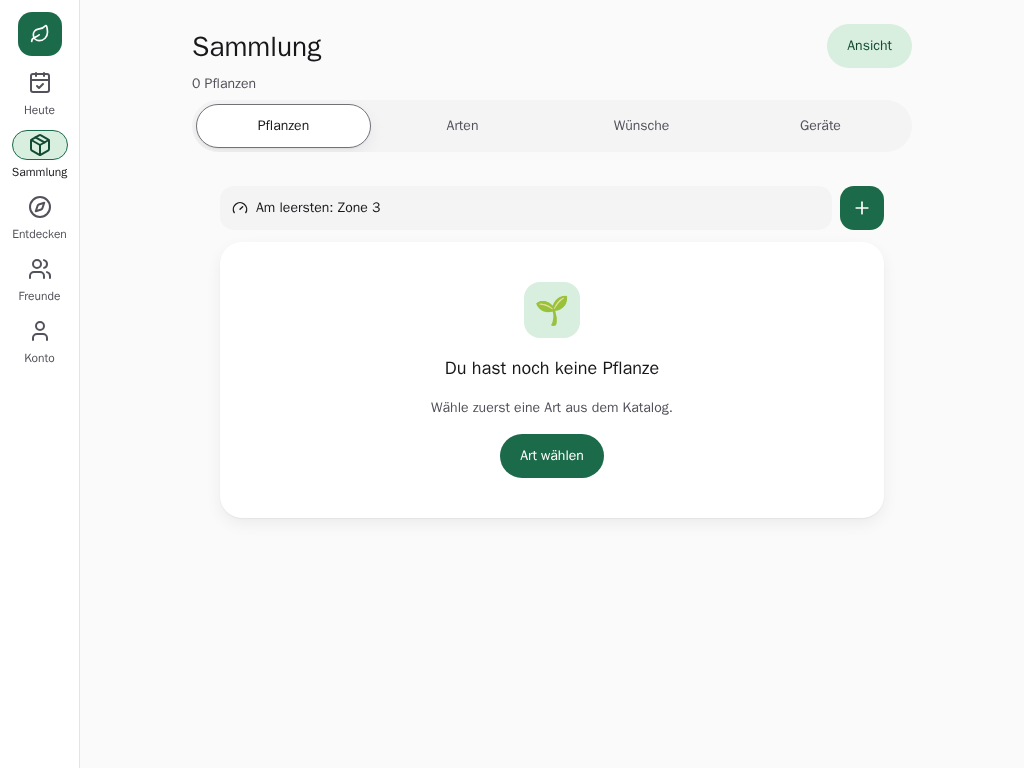 Sammlung
Ansicht
0 Pflanzen
Pflanzen
Arten
Wünsche
Geräte
Heute
Sammlung
Entdecken
Freunde
Konto
Am leersten: Zone 3
Du hast noch keine Pflanze
Wähle zuerst eine Art aus dem Katalog.
Art wählen